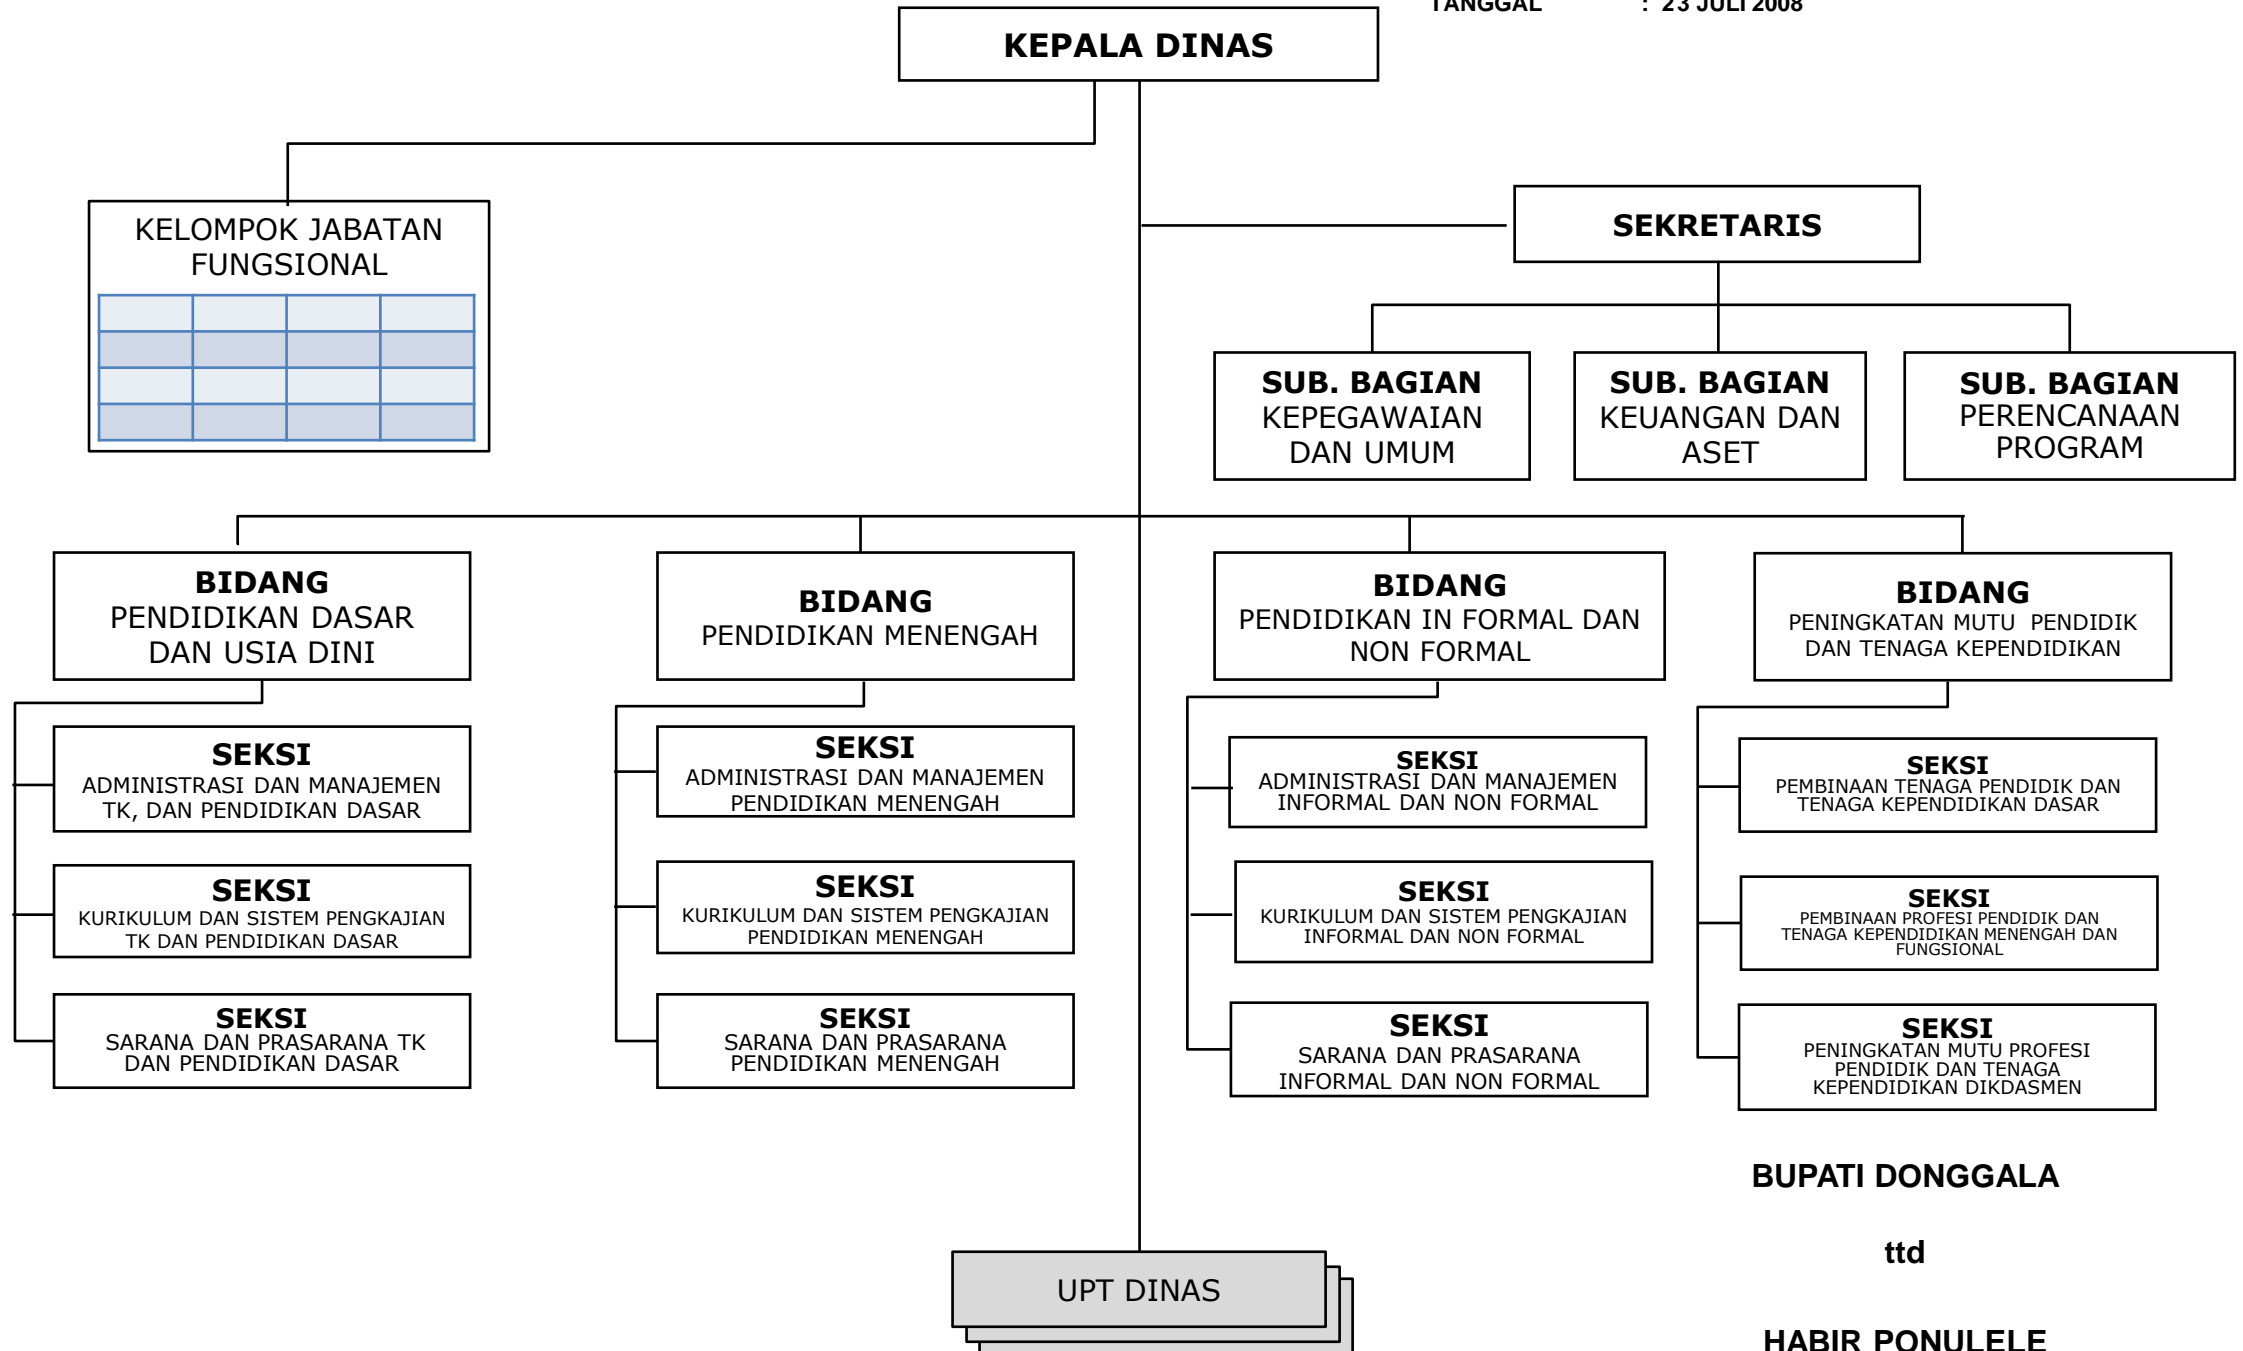 TANGGAL : 23 JULI 2008
KEPALA DINAS
KELOMPOK JABATAN
FUNGSIONAL
SEKRETARIS
SUB. BAGIAN
KEPEGAWAIAN
DAN UMUM
SUB. BAGIAN
KEUANGAN DAN
ASET
SUB. BAGIAN
PERENCANAAN
PROGRAM
BIDANG
PENDIDIKAN DASAR
DAN USIA DINI
BIDANG
PENDIDIKAN MENENGAH
BIDANG
PENDIDIKAN IN FORMAL DAN
NON FORMAL
BIDANG
PENINGKATAN MUTU PENDIDIK
DAN TENAGA KEPENDIDIKAN
SEKSI
ADMINISTRASI DAN MANAJEMEN
TK, DAN PENDIDIKAN DASAR
SEKSI
ADMINISTRASI DAN MANAJEMEN
PENDIDIKAN MENENGAH
SEKSI
ADMINISTRASI DAN MANAJEMEN
INFORMAL DAN NON FORMAL
SEKSI
PEMBINAAN TENAGA PENDIDIK DAN
TENAGA KEPENDIDIKAN DASAR
SEKSI
KURIKULUM DAN SISTEM PENGKAJIAN
TK DAN PENDIDIKAN DASAR
SEKSI
KURIKULUM DAN SISTEM PENGKAJIAN
PENDIDIKAN MENENGAH
SEKSI
KURIKULUM DAN SISTEM PENGKAJIAN
INFORMAL DAN NON FORMAL
SEKSI
PEMBINAAN PROFESI PENDIDIK DAN
TENAGA KEPENDIDIKAN MENENGAH DAN
FUNGSIONAL
SEKSI
SARANA DAN PRASARANA TK
DAN PENDIDIKAN DASAR
SEKSI
SARANA DAN PRASARANA
PENDIDIKAN MENENGAH
SEKSI
SARANA DAN PRASARANA
INFORMAL DAN NON FORMAL
SEKSI
PENINGKATAN MUTU PROFESI
PENDIDIK DAN TENAGA
KEPENDIDIKAN DIKDASMEN
BUPATI DONGGALA
ttd
HABIR PONULELE
UPT DINAS